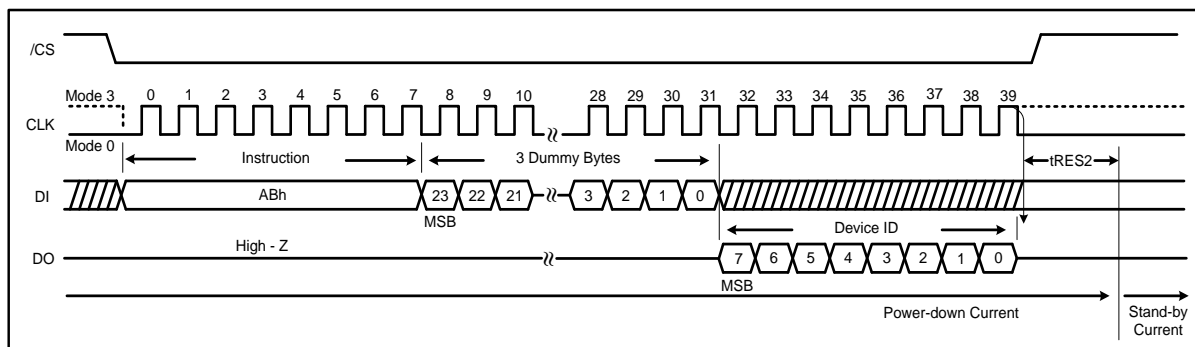 /CS
Mode 3 0 1 2 3 4 5 6 7 8 9 10 28 29 30 31 32 33 34 35 36 37 38 39
CLK
Mode 0
Instruction 3 Dummy Bytes tRES2
DI ABh 23 22 21 3 2 1 0
MSB
Device ID
High - Z
DO 7 6 5 4 3 2 1 0
MSB
Power-down Current Stand-by
Current